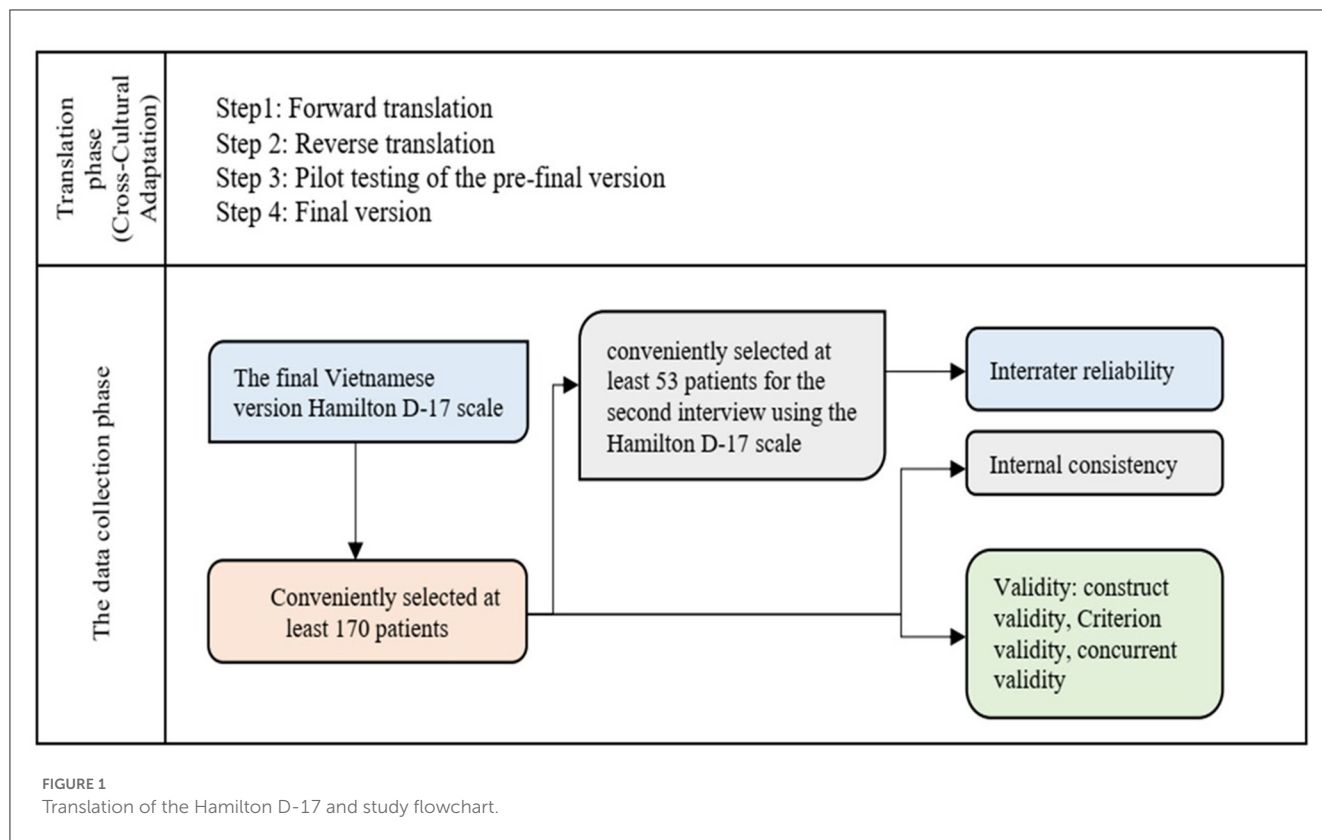 Translation
phase
(Cross-Cultural
Adaptation)
Step1: Forward translation
Step 2: Reverse translation
Step 3: Pilot testing of the pre-final version
Step 4: Final version
The data collection phase
The final Vietnamese
version Hamilton D-17 scale
Conveniently selected at
least 170 patients
conveniently selected at
least 53 patients for the
second interview using the
Hamilton D-17 scale
Interrater reliability
Internal consistency
Validity: construct
validity, Criterion
validity, concurrent
validity
FIGURE 1
Translation of the Hamilton D-17 and study flowchart.